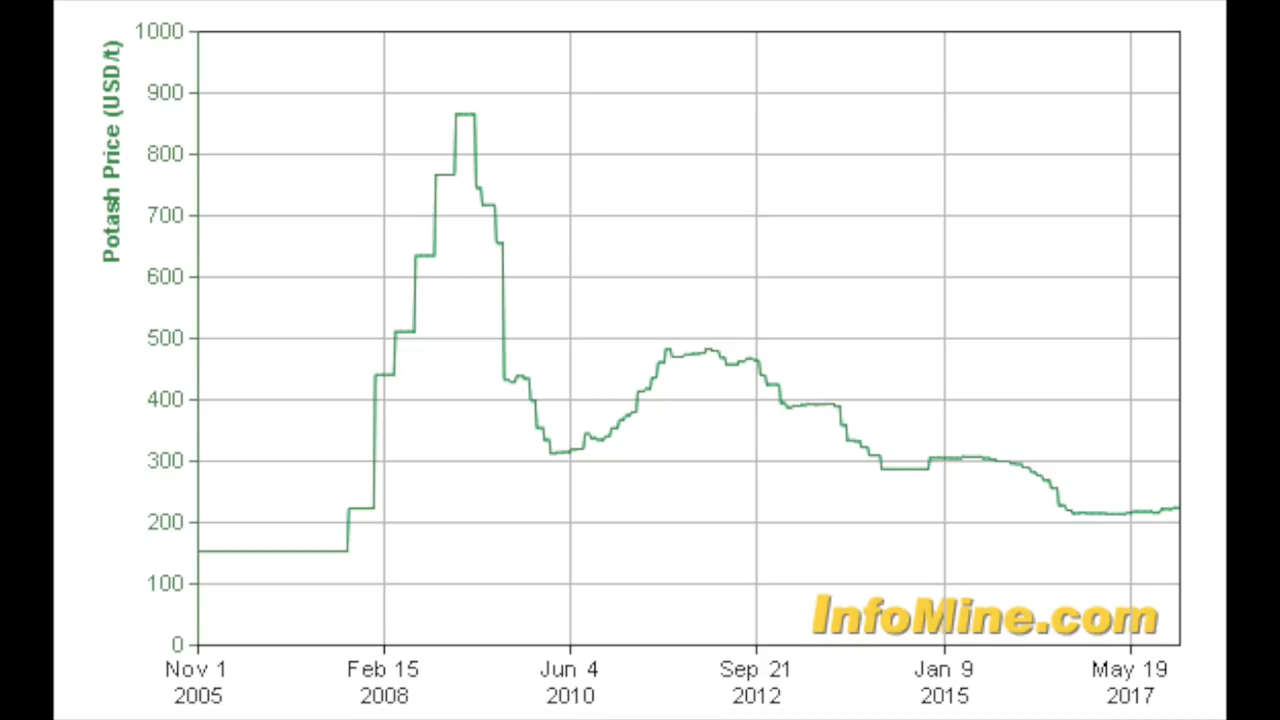 Potash Price (USD/t)
1000
900
800
700
600
500
400
300
200
100
0
Nov 1 2005
Feb 15 2008
Jun 4 2010
Sep 21 2012
Jan 9 2015
May 19 2017
InfoMine.com